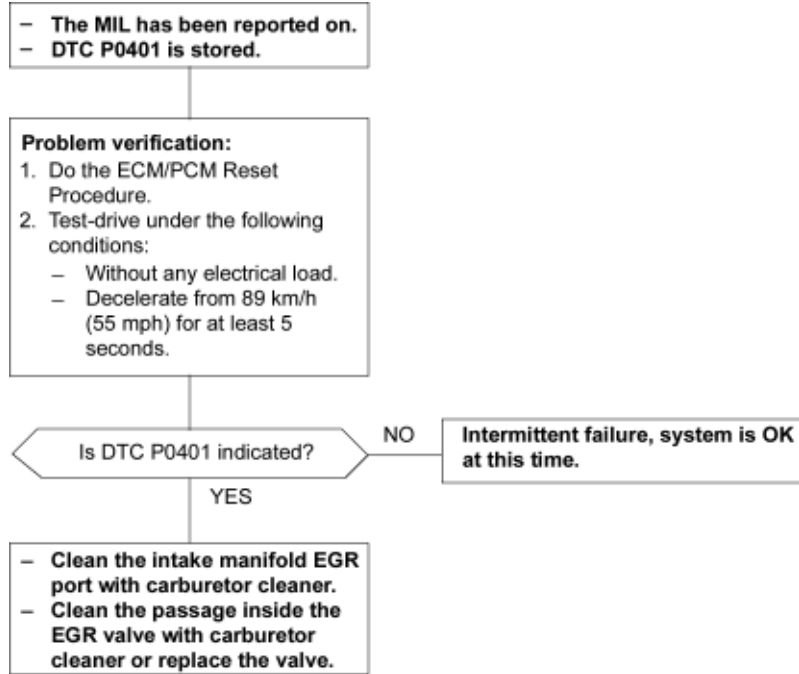 – The MIL has been reported on.
– DTC P0401 is stored.
Problem verification:
1. Do the ECM/PCM Reset
Procedure.
2. Test-drive under the following
conditions:
– Without any electrical load.
– Decelerate from 89 km/h
(55 mph) for at least 5
seconds.
Is DTC P0401 indicated?
NO
Intermittent failure, system is OK
at this time.
YES
– Clean the intake manifold EGR
port with carburetor cleaner.
– Clean the passage inside the
EGR valve with carburetor
cleaner or replace the valve.